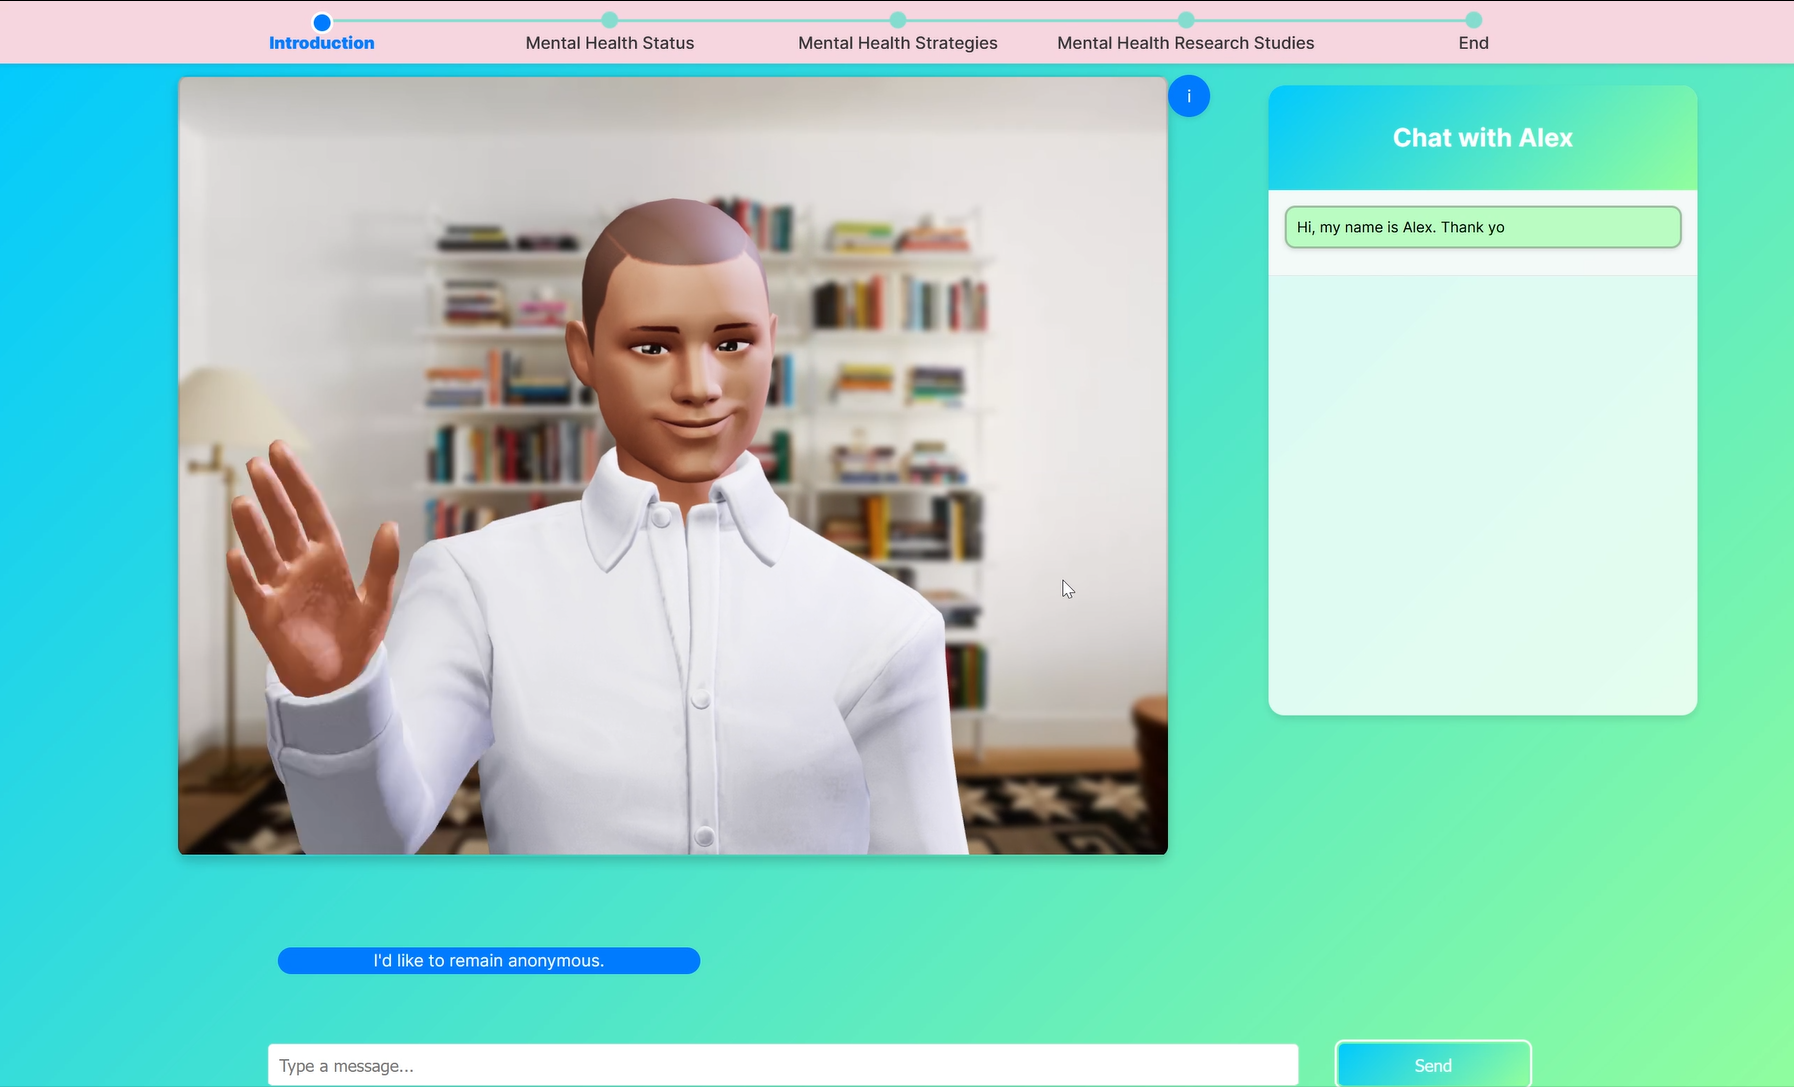 Introduction
Mental Health Status
Mental Health Strategies
Mental Health Research Studies
End
i
Chat with Alex
Hi, my name is Alex. Thank yo
I'd like to remain anonymous.
Type a message...
Send